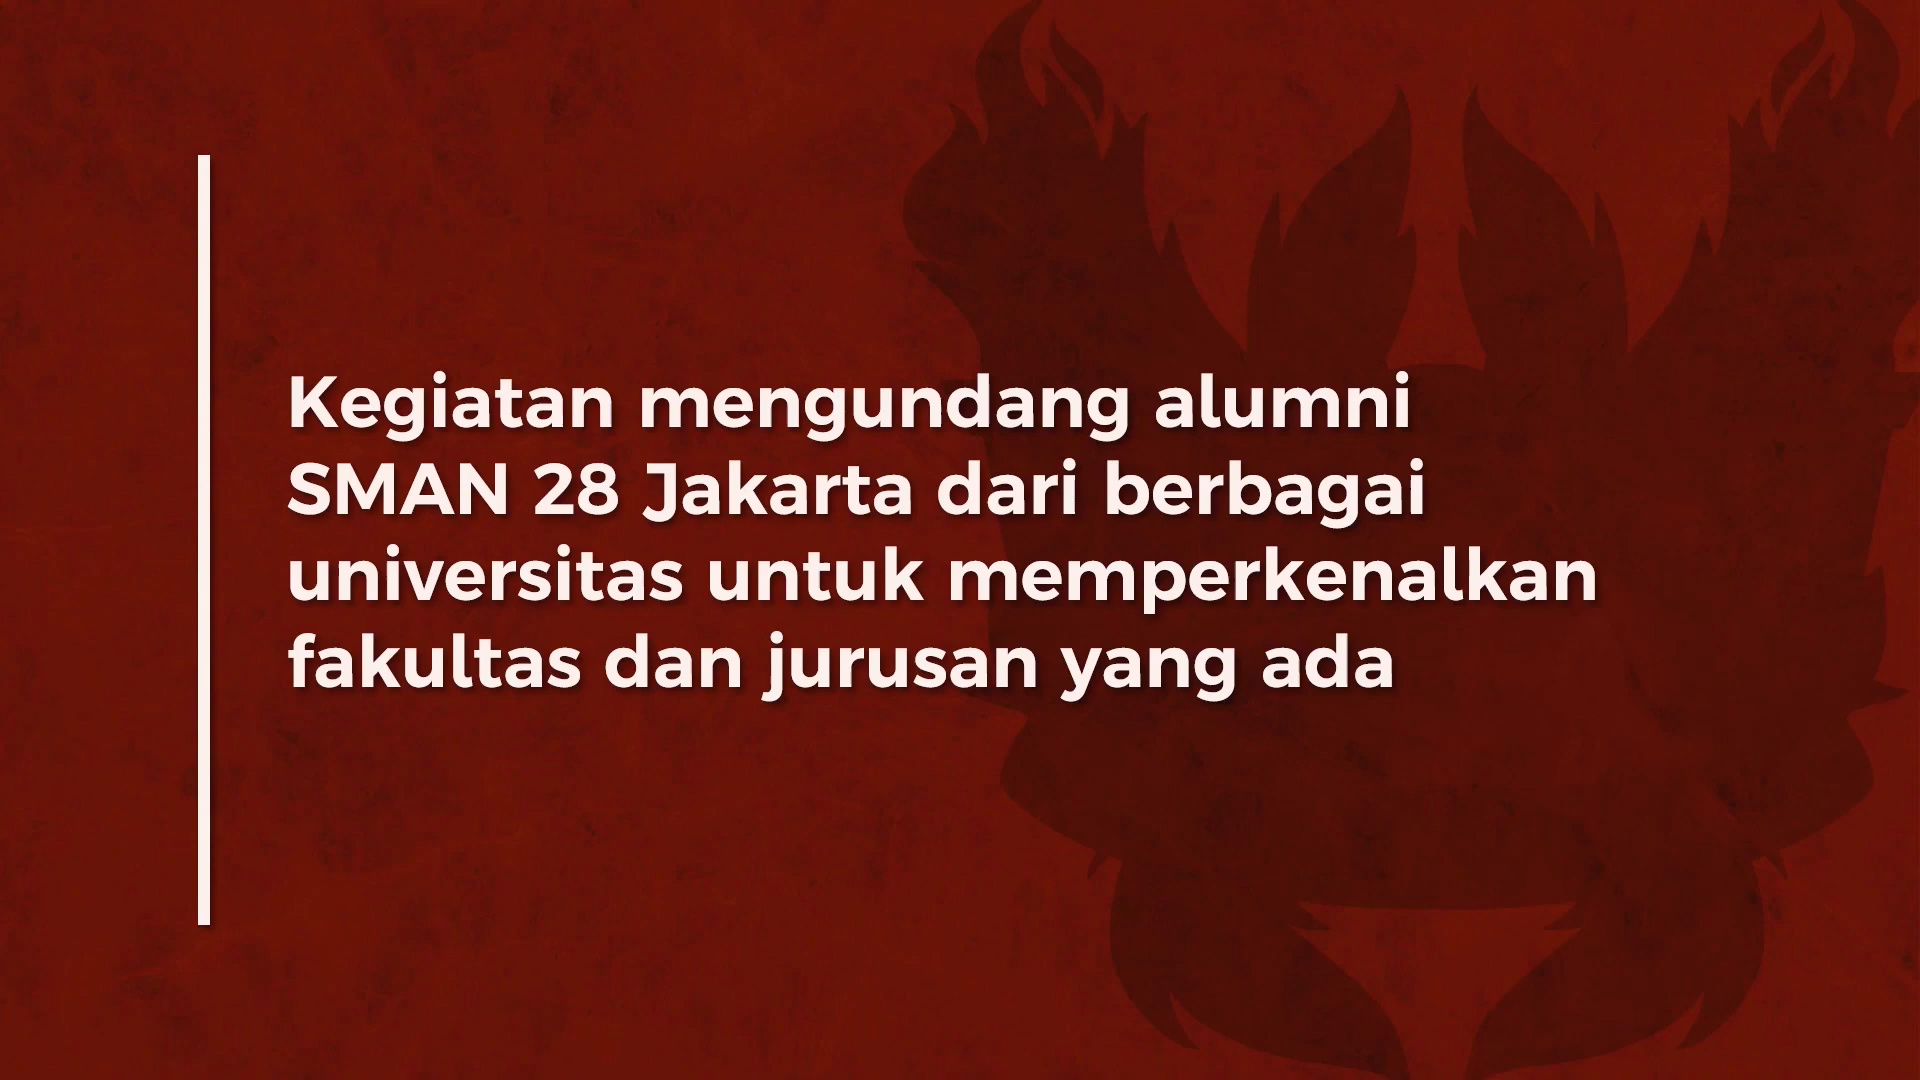 Kegiatan mengundang alumni
SMAN 28 Jakarta dari berbagai
universitas untuk memperkenalkan
fakultas dan jurusan yang ada